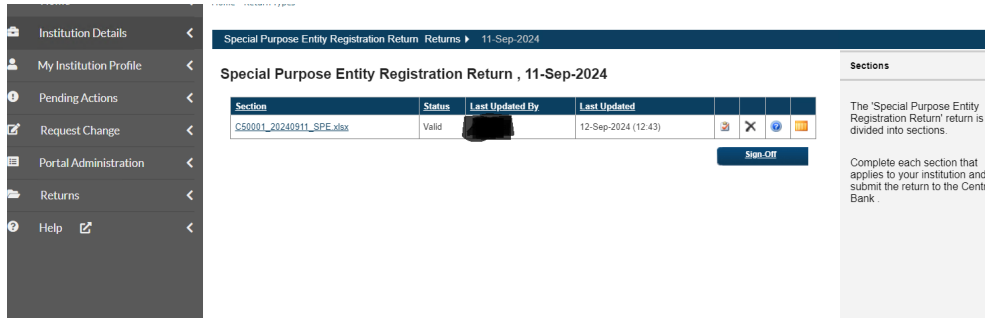 Institution Details
My Institution Profile
Pending Actions
Request Change
Portal Administration
Returns
Help
Special Purpose Entity Registration Return Returns 11-Sep-2024
Special Purpose Entity Registration Return , 11-Sep-2024
Section Status Last Updated By Last Updated
C50001_20240911_SPE.xlsx Valid 12-Sep-2024 (12:43)
Sign-Off
Sections
The 'Special Purpose Entity
Registration Return' return is
divided into sections.
Complete each section that
applies to your institution and
submit the return to the
Bank .